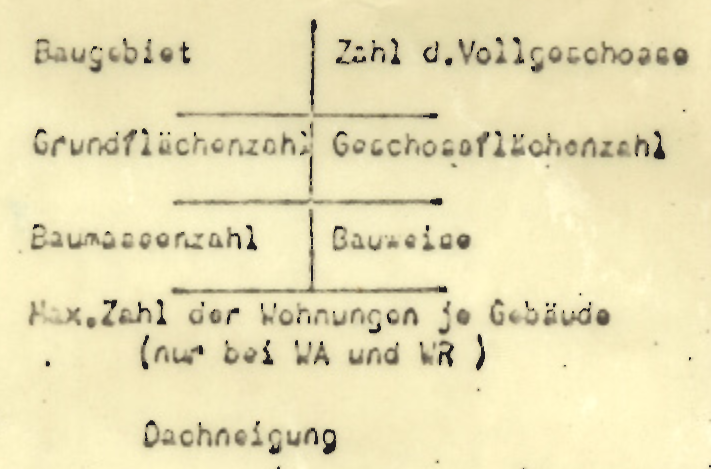 Baugebiet Zahl d.Vollgeschosse
Grundflächenzahl Geschossflächenzahl
Baumassenzahl Bauweise
Max.Zahl der Wohnungen je Gebäude
(nur bei WA und WR )
Dachneigung